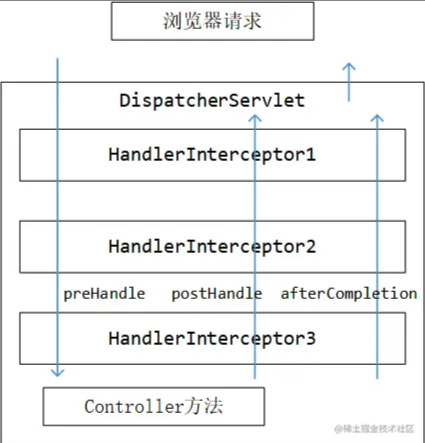 浏览器请求
DispatcherServlet
HandlerInterceptor1
HandlerInterceptor2
preHandle postHandle afterCompletion
HandlerInterceptor3
Controller方法
@稀土掘金技术社区